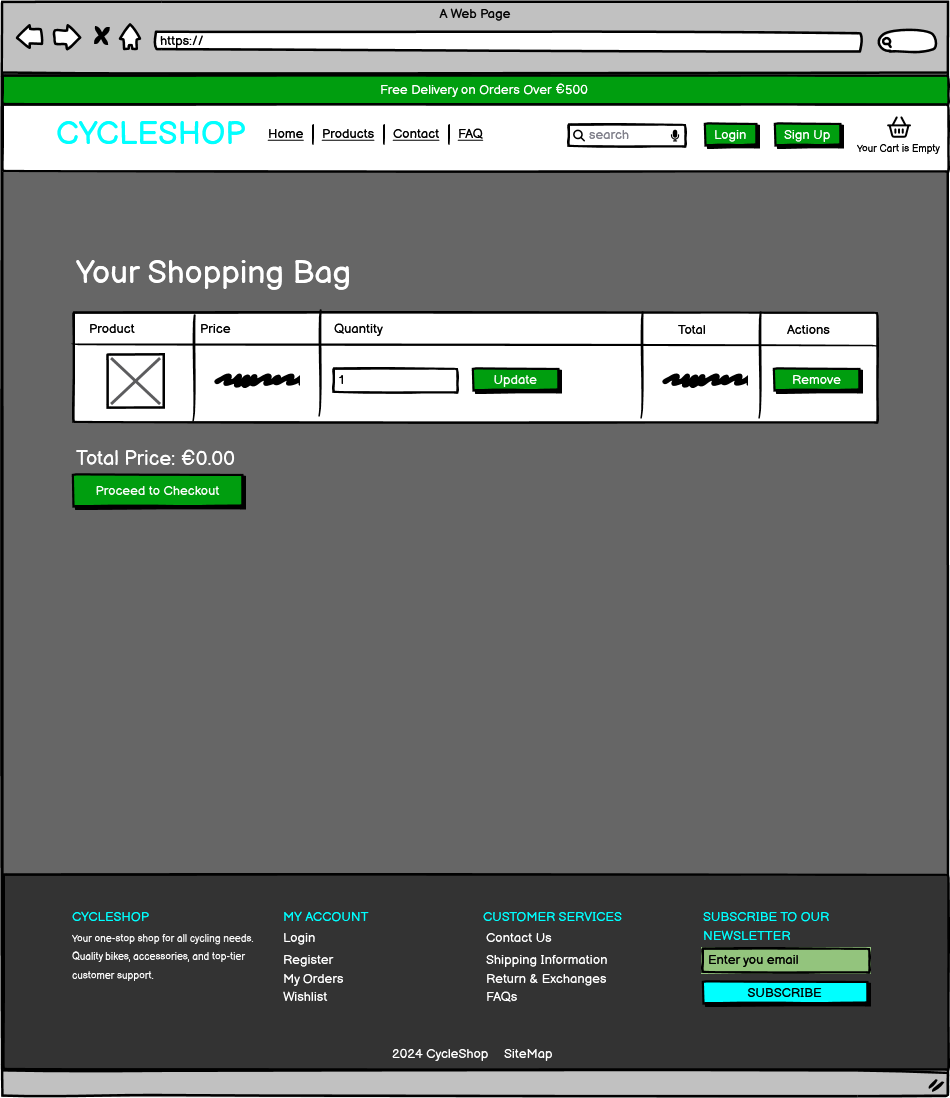 A Web Page
https://
Free Delivery on Orders Over €500
CYCLESHOP Home Products Contact FAQ search Login Sign Up
Your Cart is Empty
Your Shopping Bag
Product Price Quantity Total Actions
1 Update Remove
Total Price: €0.00
Proceed to Checkout
CYCLESHOP
Your one-stop shop for all cycling needs.
Quality bikes, accessories, and top-tier
customer support.
MY ACCOUNT
Login
Register
My Orders
Wishlist
CUSTOMER SERVICES
Contact Us
Shipping Information
Return & Exchanges
FAQs
SUBSCRIBE TO OUR
NEWSLETTER
Enter you email
SUBSCRIBE
2024 CycleShop SiteMap